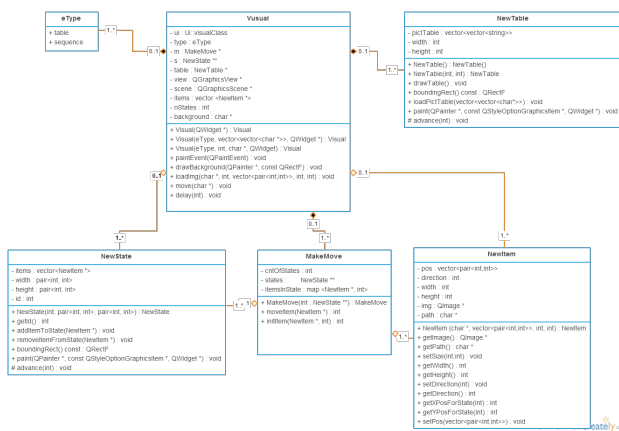 eType
+ table
+ sequence
1..*
0..1
Vusual
- ui : Ui::visualClass
- type : eType
- m : MakeMove *
- s : NewState **
- table : NewTable *
- view : QGraphicsView *
- scene : QGraphicsScene *
- items : vector <NewItem *>
- nStates : int
- background : char *
+ Visual(QWidget *) : Visual
+ Visual(eType, vector<vector<char *>>, QWidget *) : Visual
+ Visual(eType, int, char *, QWidget) : Visual
+ paintEvent(QPaintEvent) : void
+ drawBackground(QPainter *, const QRectF) : void
+ loadImg(char *, int, vector<pair<int,int>>, int, int) : void
+ move(char *) : void
+ delay(int) : void
0..1
1..*
NewTable
- pictTable : vector<vector<string>>
- width : int
- height : int
+ NewTable() : NewTable()
+ NewTable(int, int) : NewTable
+ drawTable() : void
+ boundingRect() const : QRectF
+ loadPictTable(vector<vector<char*>>) : void
+ paint(QPainter *, const QStyleOptionGraphicsItem *, QWidget *) : void
# advance(int) : void
0..1
0..1
0..1
1..*
1..*
1..*
NewState
- items : vector<NewItem *>
- width : pair<int, int>
- height : pair<int, int>
- id : int
+ NewState(int, pair<int, int>, pair<int, int>) : NewState
+ getId() : int
+ addItemToState(NewItem *) : void
+ removeItemFromState(NewItem *) : void
+ boundingRect() const : QRectF
+ paint(QPainter *, const QStyleOptionGraphicsItem *, QWidget *) : void
# advance(int) : void
1..*
MakeMove
- cntOfStates : int
- states : NewState **
- itemsInState : map <NewItem *, int>
+ MakeMove(int , NewState **) : MakeMove
+ moveItem(NewItem *) : int
+ initItem(NewItem *, int) : int
1..*
NewItem
- pos : vector<pair<int,int>>
- direction : int
- width : int
- height : int
- img : QImage *
- path : char *
+ NewItem (char *, vector<pair<int,int>>, int, int) : NewItem
+ getImage() : QImage *
+ getPath() : char *
+ setSize(int,int) : void
+ getWidth() : int
+ getHeight() : int
+ setDirection(int) : void
+ getDirection() : int
+ getXPosForState(int) : int
+ getYPosForState(int) : int
+ setPos(vector<pair<int,int>>) : void